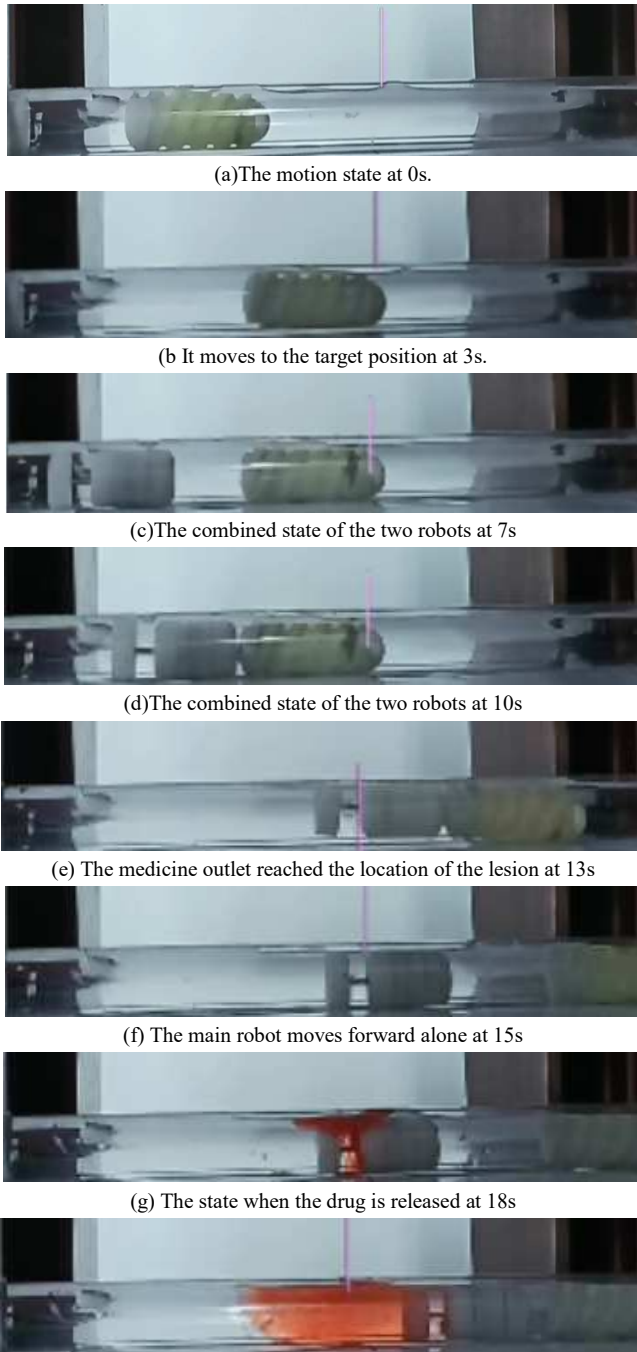 (a)The motion state at 0s.
(b It moves to the target position at 3s.
(c)The combined state of the two robots at 7s
(d)The combined state of the two robots at 10s
(e) The medicine outlet reached the location of the lesion at 13s
(f) The main robot moves forward alone at 15s
(g) The state when the drug is released at 18s